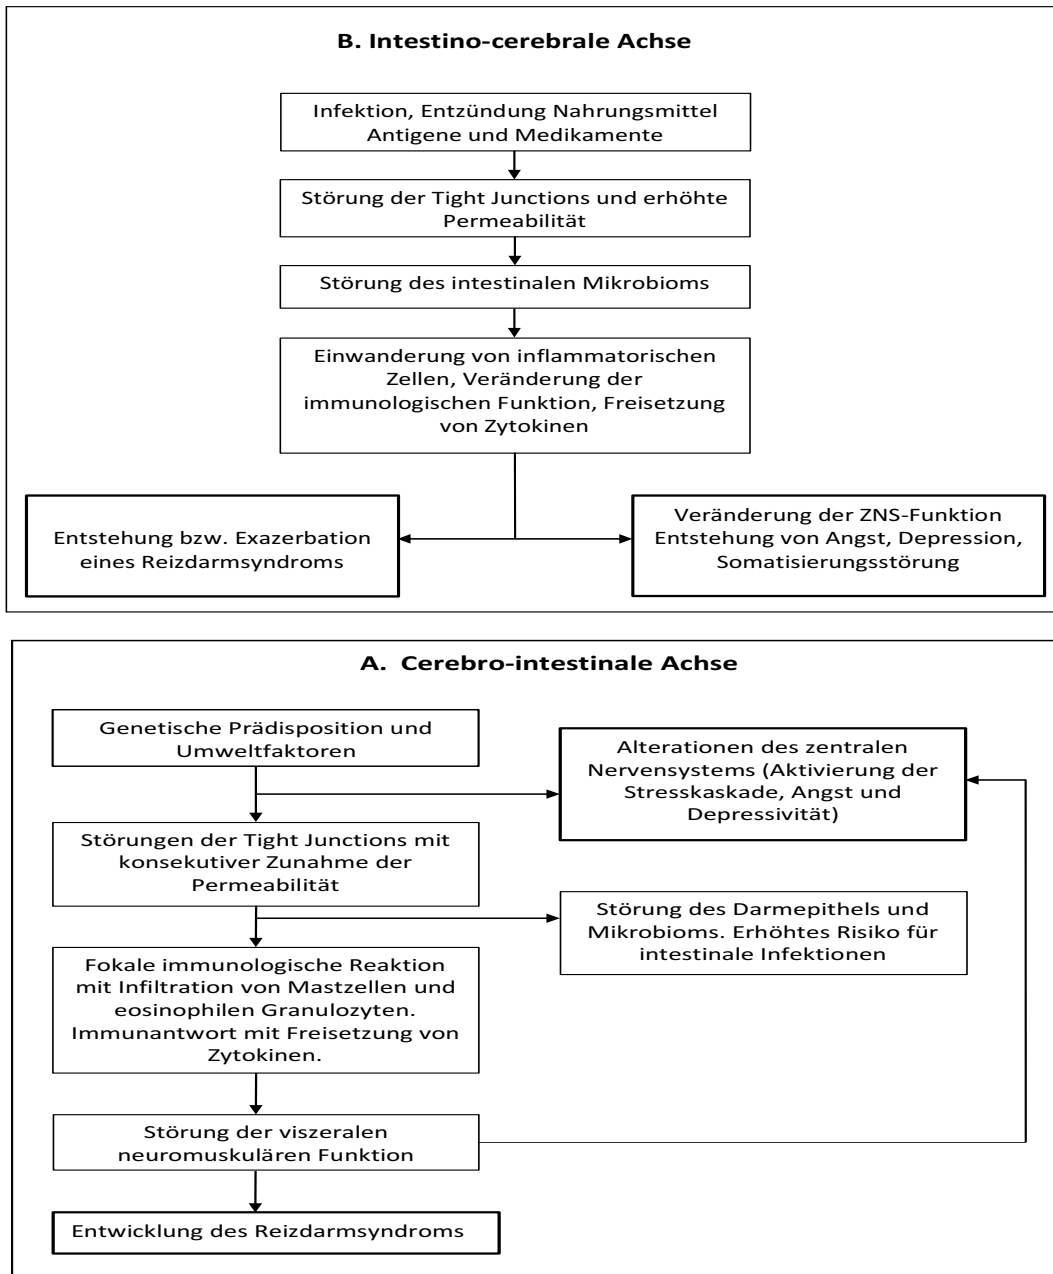 B. Intestino-cerebrale Achse
Infektion, Entzündung Nahrungsmittel
Antigene und Medikamente
Störung der Tight Junctions und erhöhte
Permeabilität
Störung des intestinalen Mikrobioms
Einwanderung von inflammatorischen
Zellen, Veränderung der
immunologischen Funktion, Freisetzung
von Zytokinen
Entstehung bzw. Exazerbation
eines Reizdarmsyndroms
Veränderung der ZNS-Funktion
Entstehung von Angst, Depression,
Somatisierungsstörung
A. Cerebro-intestinale Achse
Genetische Prädisposition und
Umweltfaktoren
Alterationen des zentralen
Nervensystems (Aktivierung der
Stresskaskade, Angst und
Depressivität)
Störungen der Tight Junctions mit
konsekutiver Zunahme der
Permeabilität
Störung des Darmepithels und
Mikrobioms. Erhöhtes Risiko für
intestinale Infektionen
Fokale immunologische Reaktion
mit Infiltration von Mastzellen und
eosinophilen Granulozyten.
Immunantwort mit Freisetzung von
Zytokinen.
Störung der viszeralen
neuromuskulären Funktion
Entwicklung des Reizdarmsyndroms